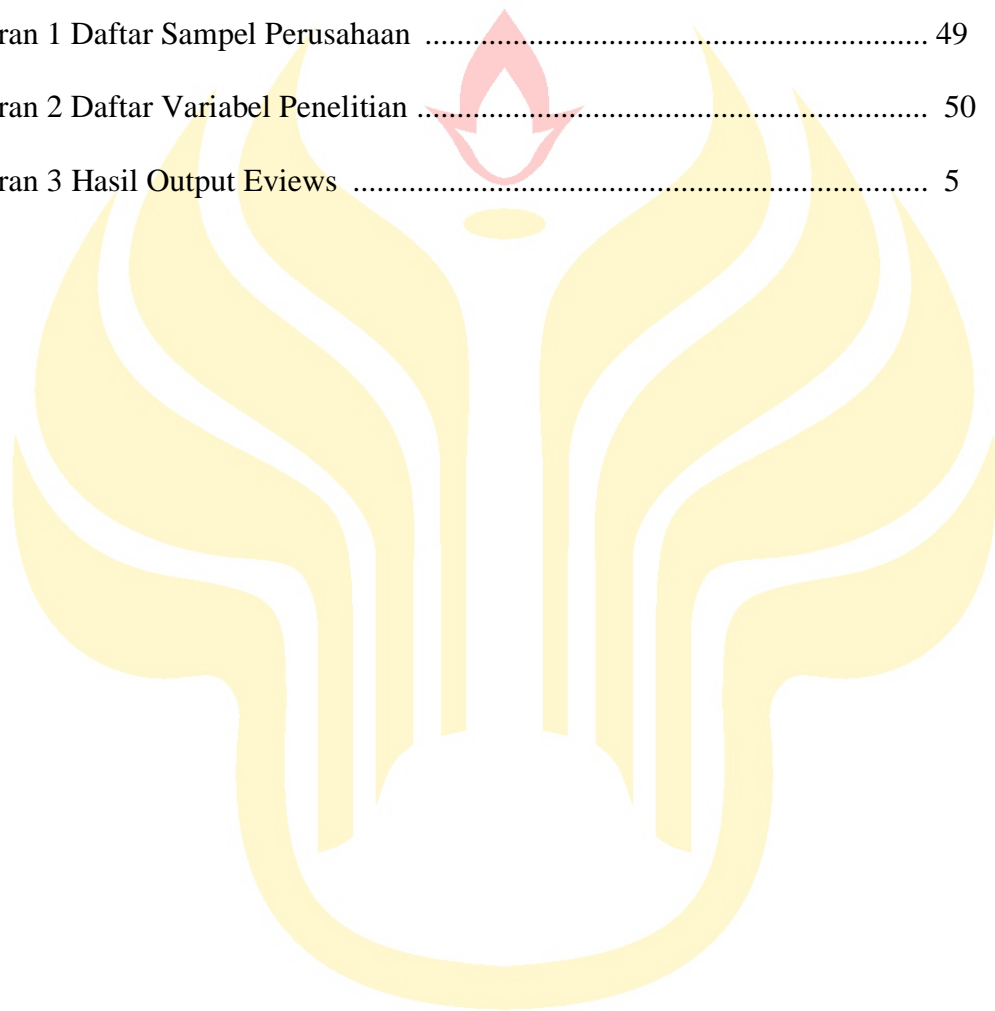 ran 1 Daftar Sampel Perusahaan ............................................................. 49
ran 2 Daftar Variabel Penelitian ............................................................. 50
ran 3 Hasil Output Eviews ..................................................................... 5